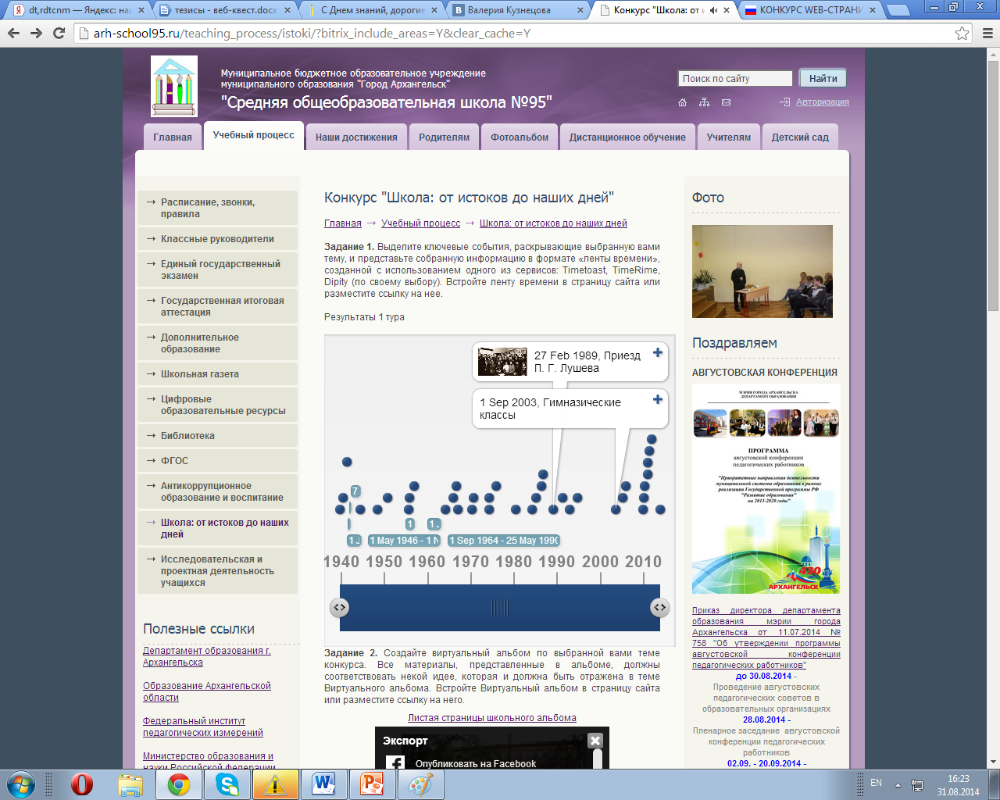 dt,rdtcnm — Яндекс: наш
тезисы - веб-квест.docx
С Днем знаний, дорогие
Валерия Кузнецова
Конкурс "Школа: от и
КОНКУРС WEB-СТРАНИ
arh-school95.ru/teaching_process/istoki/?bitrix_include_areas=Y&clear_cache=Y
Муниципальное бюджетное образовательное учреждение
муниципального образования "Город Архангельск"
"Средняя общеобразовательная школа №95"
Поиск по сайту
Найти
Авторизация
Главная
Учебный процесс
Наши достижения
Родителям
Фотоальбом
Дистанционное обучение
Учителям
Детский сад
Расписание, звонки,
правила
Классные руководители
Единый государственный
экзамен
Государственная итоговая
аттестация
Дополнительное
образование
Школьная газета
Цифровые
образовательные ресурсы
Библиотека
ФГОС
Антикоррупционное
образование и воспитание
Школа: от истоков до наших
дней
Исследовательская и
проектная деятельность
учащихся
Полезные ссылки
Департамент образования г.
Архангельска
Образование Архангельской
области
Федеральный институт
педагогических измерений
Министерство образования и
науки Российской федерации
Конкурс "Школа: от истоков до наших дней"
Главная → Учебный процесс → Школа: от истоков до наших дней
Задание 1. Выделите ключевые события, раскрывающие выбранную вами
тему, и представьте собранную информацию в формате «ленты времени»,
созданной с использованием одного из сервисов: Timetoast, TimeRime,
Dipity (по своему выбору). Встройте ленту времени в страницу сайта или
разместите ссылку на нее.
Результаты 1 тура
27 Feb 1989, Приезд
П. Г. Лушева
1 Sep 2003, Гимназические
классы
7
1
1 .
1 J
1 May 1946 - 1 N
1 Sep 1964 - 25 May 1990
1940 1950 1960 1970 1980 1990 2000 2010
Задание 2. Создайте виртуальный альбом по выбранной вами теме
конкурса. Все материалы, представленные в альбоме, должны
соответствовать некой идее, которая и должна быть отражена в теме
Виртуального альбома. Встройте Виртуальный альбом в страницу сайта
или разместите ссылку на него.
Листая страницы школьного альбома
Экспорт
Опубликовать на Facebook
Фото
Поздравляем
АВГУСТОВСКАЯ КОНФЕРЕНЦИЯ
МЭРИЯ ГОРОДА АРХАНГЕЛЬСКА
ДЕПАРТАМЕНТ ОБРАЗОВАНИЯ
ПРОГРАММА
августовской конференции
педагогических работников
"Приоритетные направления деятельности
муниципальной системы образования в рамках
реализации Государственной программы РФ
"Развитие образования"
на 2013-2020 годы"
430
АРХАНГЕЛЬСК
Приказ директора департамента
образования мэрии города
Архангельска от 11.07.2014 №
758 "Об утверждении программы
августовской конференции
педагогических работников"
до 30.08.2014 -
Проведение августовских
педагогических советов в
образовательных организациях
28.08.2014 -
Пленарное заседание августовской
конференции педагогических
работников
02.09. - 20.09.2014 -
EN
16:23
31.08.2014